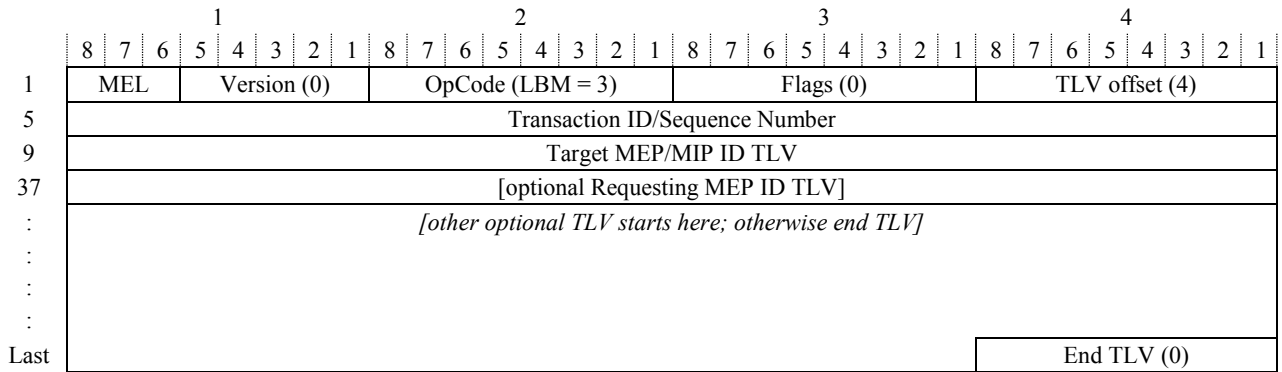 1 2 3 4
8 7 6 5 4 3 2 1 8 7 6 5 4 3 2 1 8 7 6 5 4 3 2 1 8 7 6 5 4 3 2 1
1 MEL Version (0) OpCode (LBM = 3) Flags (0) TLV offset (4)
5 Transaction ID/Sequence Number
9 Target MEP/MIP ID TLV
37 [optional Requesting MEP ID TLV]
: [other optional TLV starts here; otherwise end TLV]
:
:
:
Last End TLV (0)